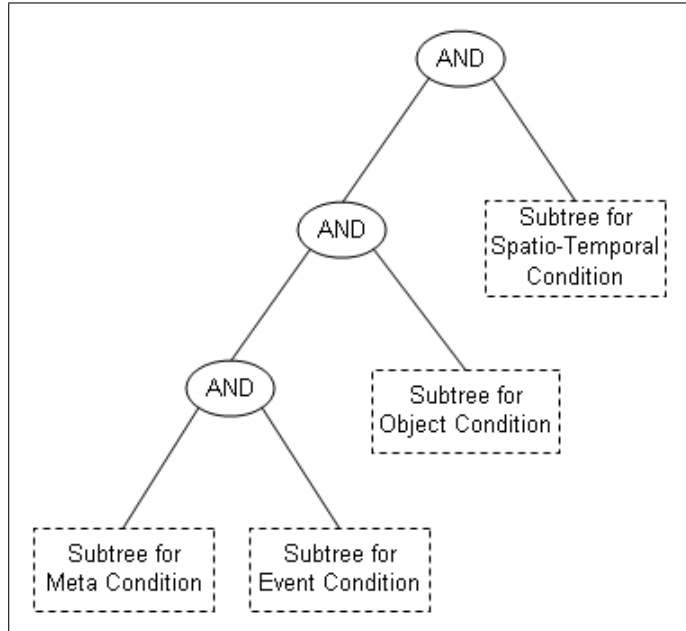 AND
Subtree for
Spatio-Temporal
Condition
AND
Subtree for
Object Condition
AND
Subtree for
Meta Condition
Subtree for
Event Condition